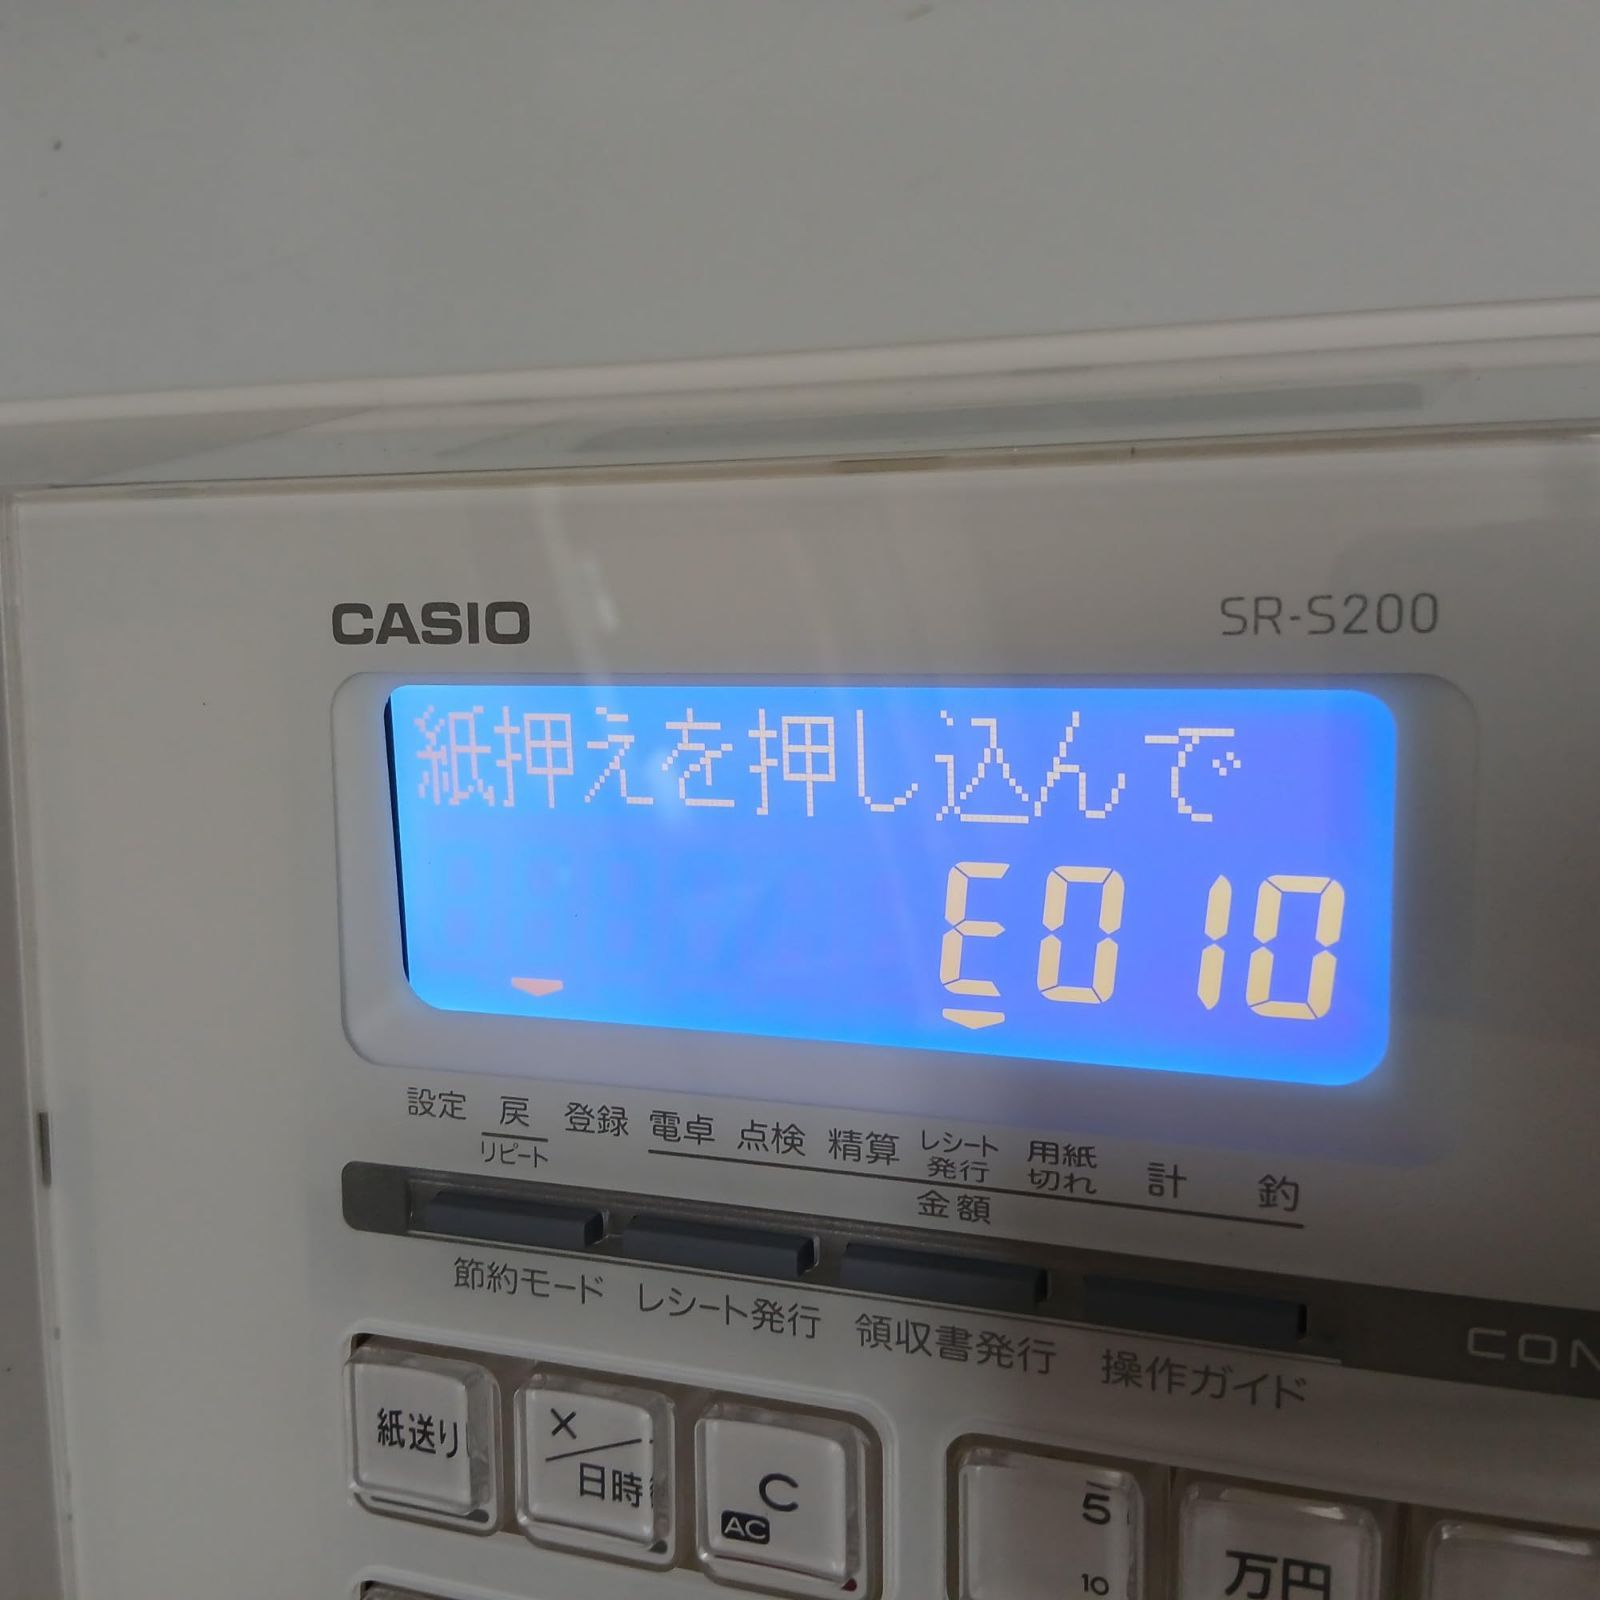 CASIO SR-S200
紙押えを押し込んで
E010
設定 戻 登録 電卓 点検 精算 レシート発行 用紙切れ 計 釣
リピート 金額
節約モード レシート発行 領収書発行 操作ガイド
CON
紙送り × 日時 C AC 5 10 万円